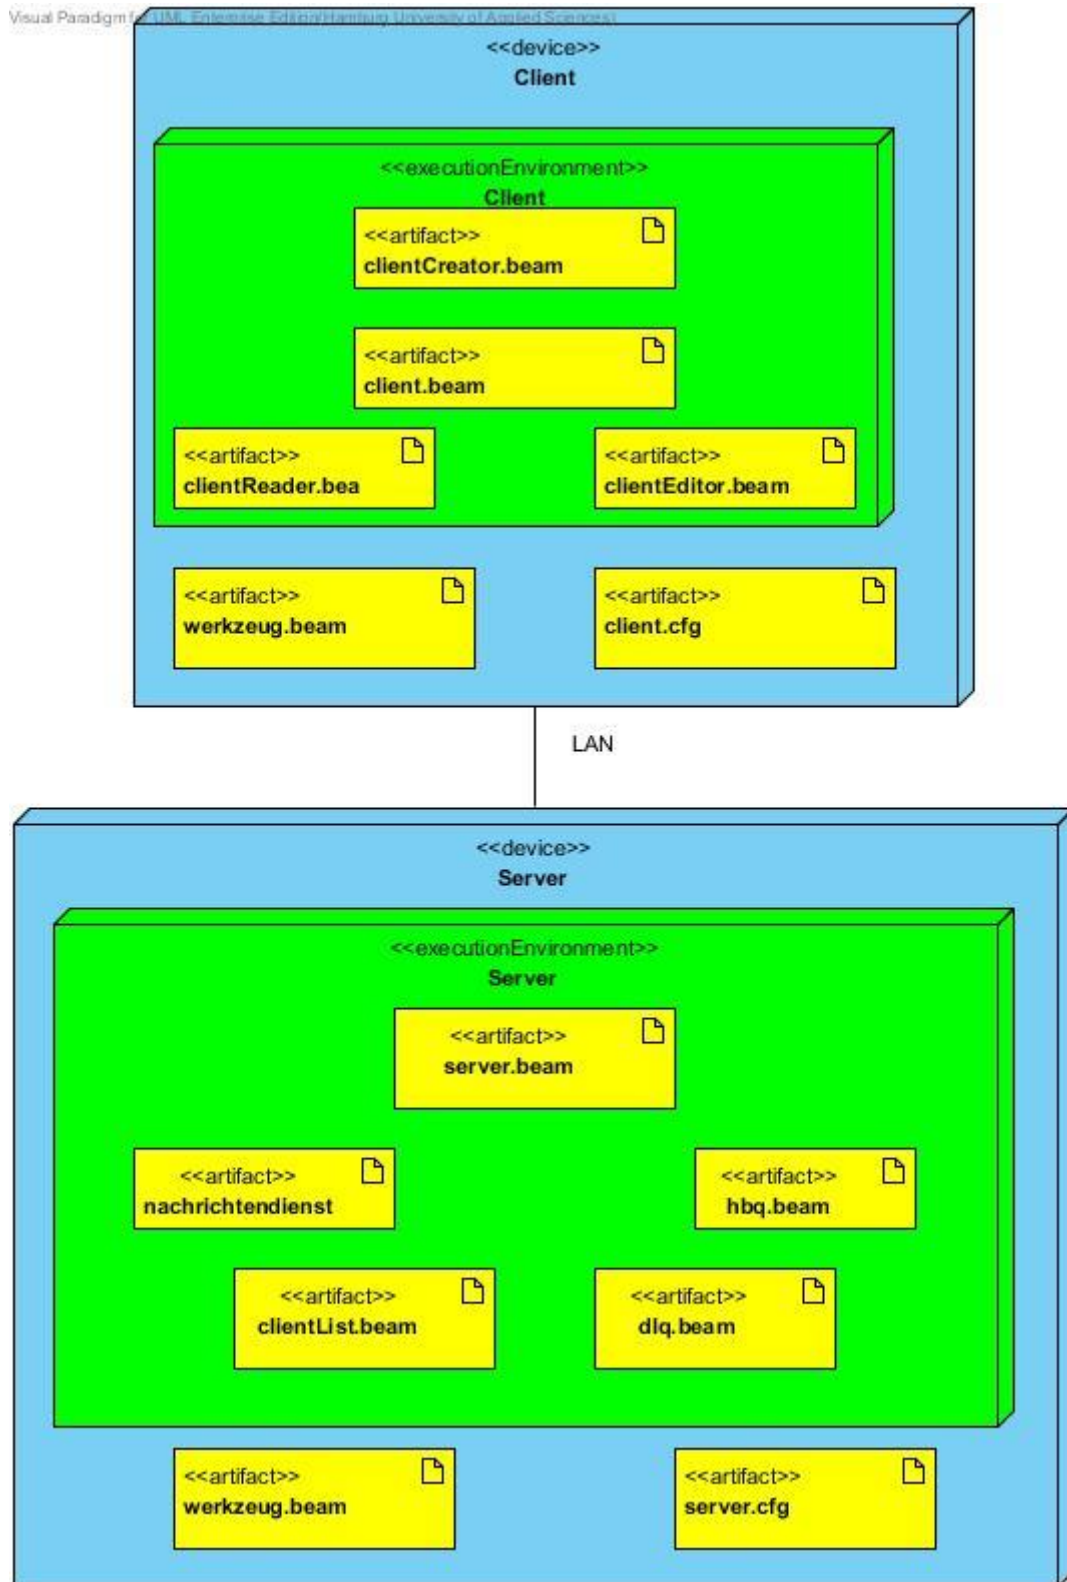 Visual Paradigm for UML Enterprise Edition(Hamburg University of Applied Sciences)
<<device>>
Client
<<executionEnvironment>>
Client
<<artifact>>
clientCreator.beam
<<artifact>>
client.beam
<<artifact>>
clientReader.bea
<<artifact>>
clientEditor.beam
<<artifact>>
werkzeug.beam
<<artifact>>
client.cfg
LAN
<<device>>
Server
<<executionEnvironment>>
Server
<<artifact>>
server.beam
<<artifact>>
nachrichtendienst
<<artifact>>
hbq.beam
<<artifact>>
clientList.beam
<<artifact>>
dlq.beam
<<artifact>>
werkzeug.beam
<<artifact>>
server.cfg